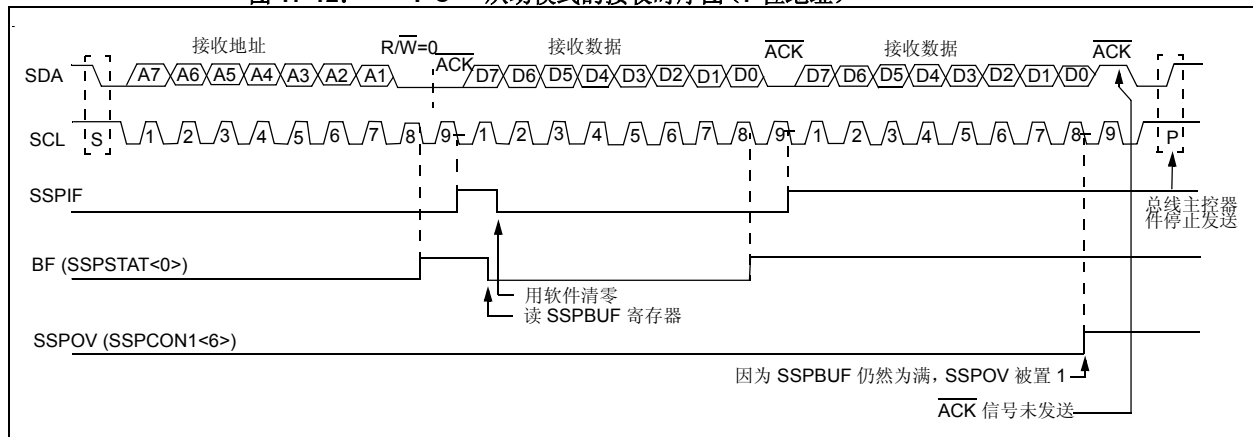 接收地址 R/W=0 接收数据 接收数据
ACK ACK ACK
SDA A7 A6 A5 A4 A3 A2 A1 D7 D6 D5 D4 D3 D2 D1 D0 D7 D6 D5 D4 D3 D2 D1 D0
SCL S 1 2 3 4 5 6 7 8 9 1 2 3 4 5 6 7 8 9 1 2 3 4 5 6 7 8 9 P
SSPIF
总线主控器
件停止发送
BF (SSPSTAT<0>)
用软件清零
读 SSPBUF 寄存器
SSPOV (SSPCON1<6>)
因为 SSPBUF 仍然为满，SSPOV 被置 1
ACK 信号未发送